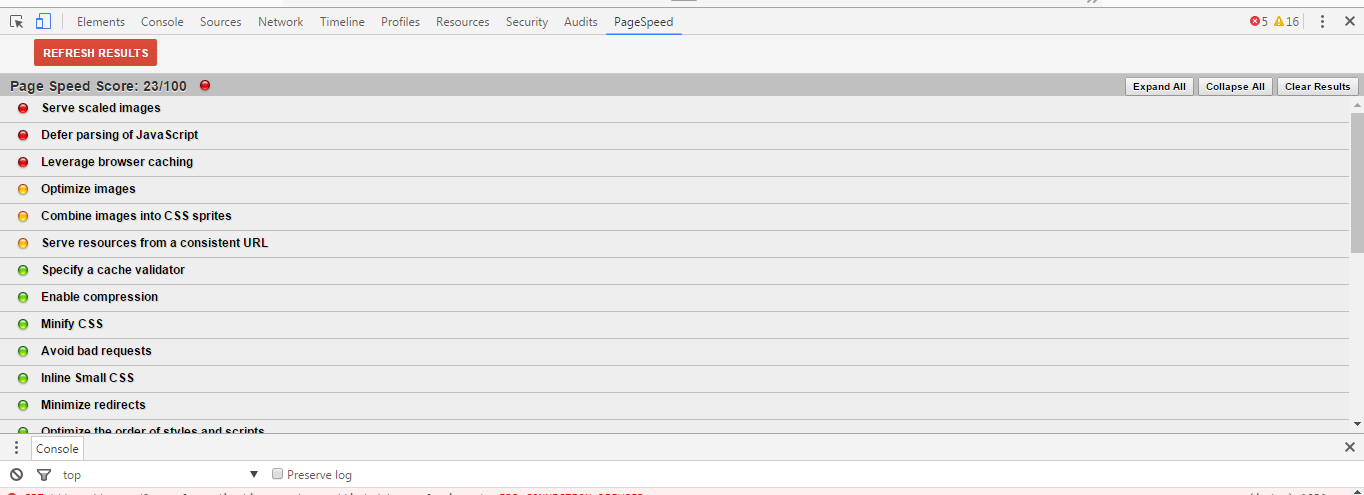 Elements Console Sources Network Timeline Profiles Resources Security Audits PageSpeed 5 16
REFRESH RESULTS
Page Speed Score: 23/100 Expand All Collapse All Clear Results
Serve scaled images
Defer parsing of JavaScript
Leverage browser caching
Optimize images
Combine images into CSS sprites
Serve resources from a consistent URL
Specify a cache validator
Enable compression
Minify CSS
Avoid bad requests
Inline Small CSS
Minimize redirects
Optimize the order of styles and scripts
Console
top Preserve log